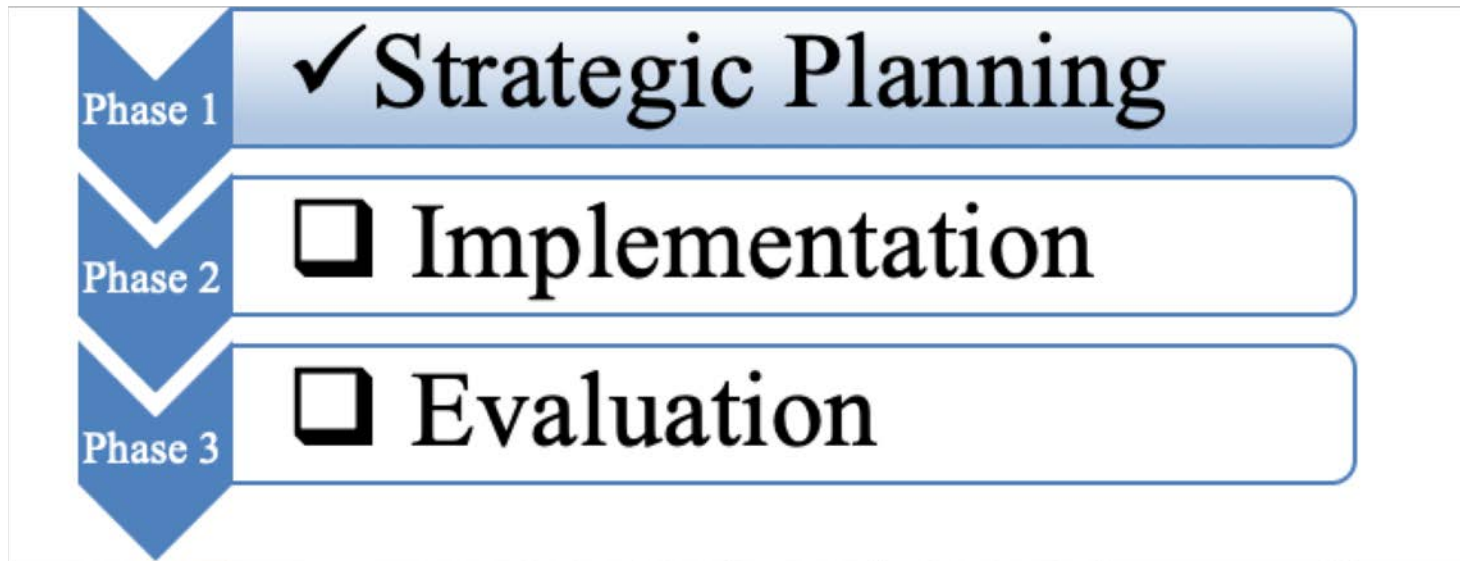 Phase 1
✓Strategic Planning
Phase 2
❑ Implementation
Phase 3
❑ Evaluation